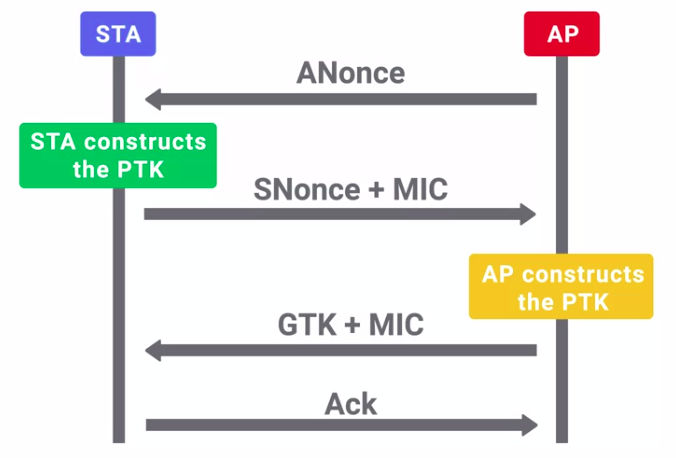 STA
AP
ANonce
STA constructs
the PTK
SNonce + MIC
AP constructs
the PTK
GTK + MIC
Ack